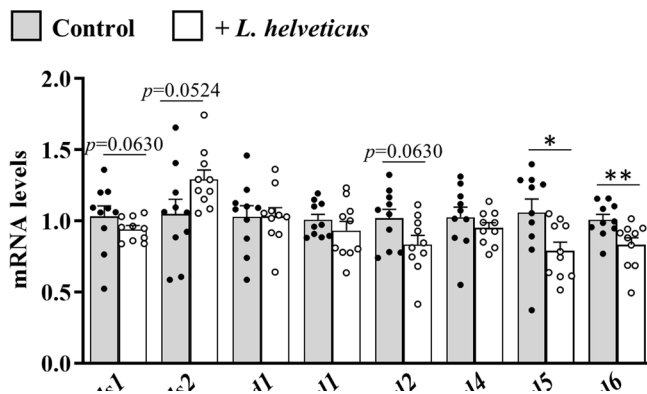 Control + L. helveticus
2.0
p=0.0524
p=0.0630
1.5
p=0.0630
*
**
1.0
mRNA levels
0.5
0.0